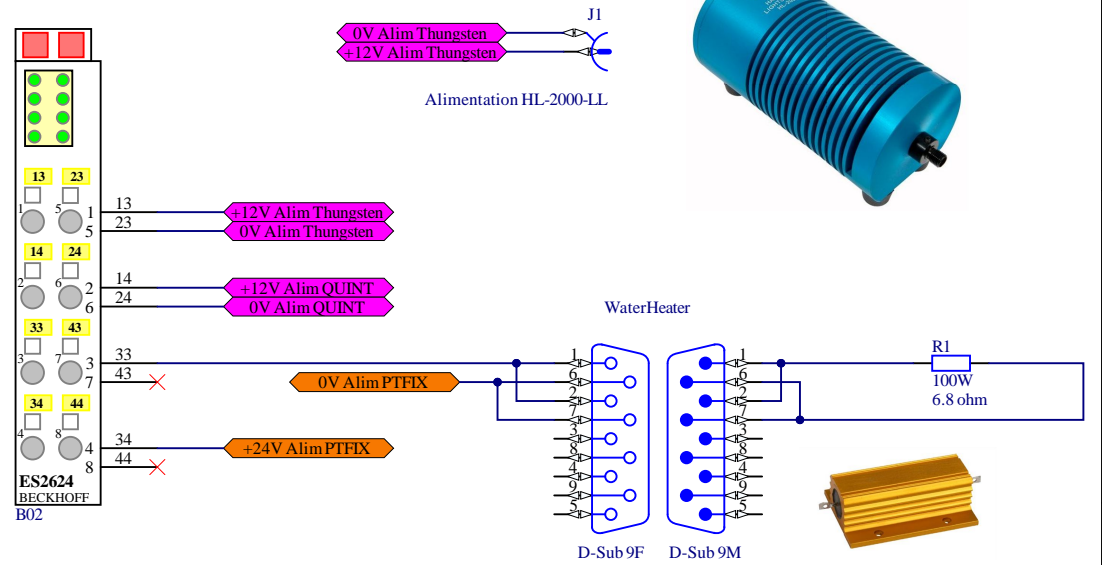 J1
0V Alim Thungsten
+12V Alim Thungsten
Alimentation HL-2000-LL
13 23
1 5
1 13
5 23
+12V Alim Thungsten
0V Alim Thungsten
14 24
2 6
2 14
6 24
+12V Alim QUINT
0V Alim QUINT
WaterHeater
33 43
3 7
3 33
7 43
0V Alim PTFIX
34 44
4 8
4 34
8 44
+24V Alim PTFIX
ES2624
BECKHOFF
B02
1
6
2
7
3
8
4
9
5
D-Sub 9F
1
6
2
7
3
8
4
9
5
D-Sub 9M
R1
100W
6.8 ohm